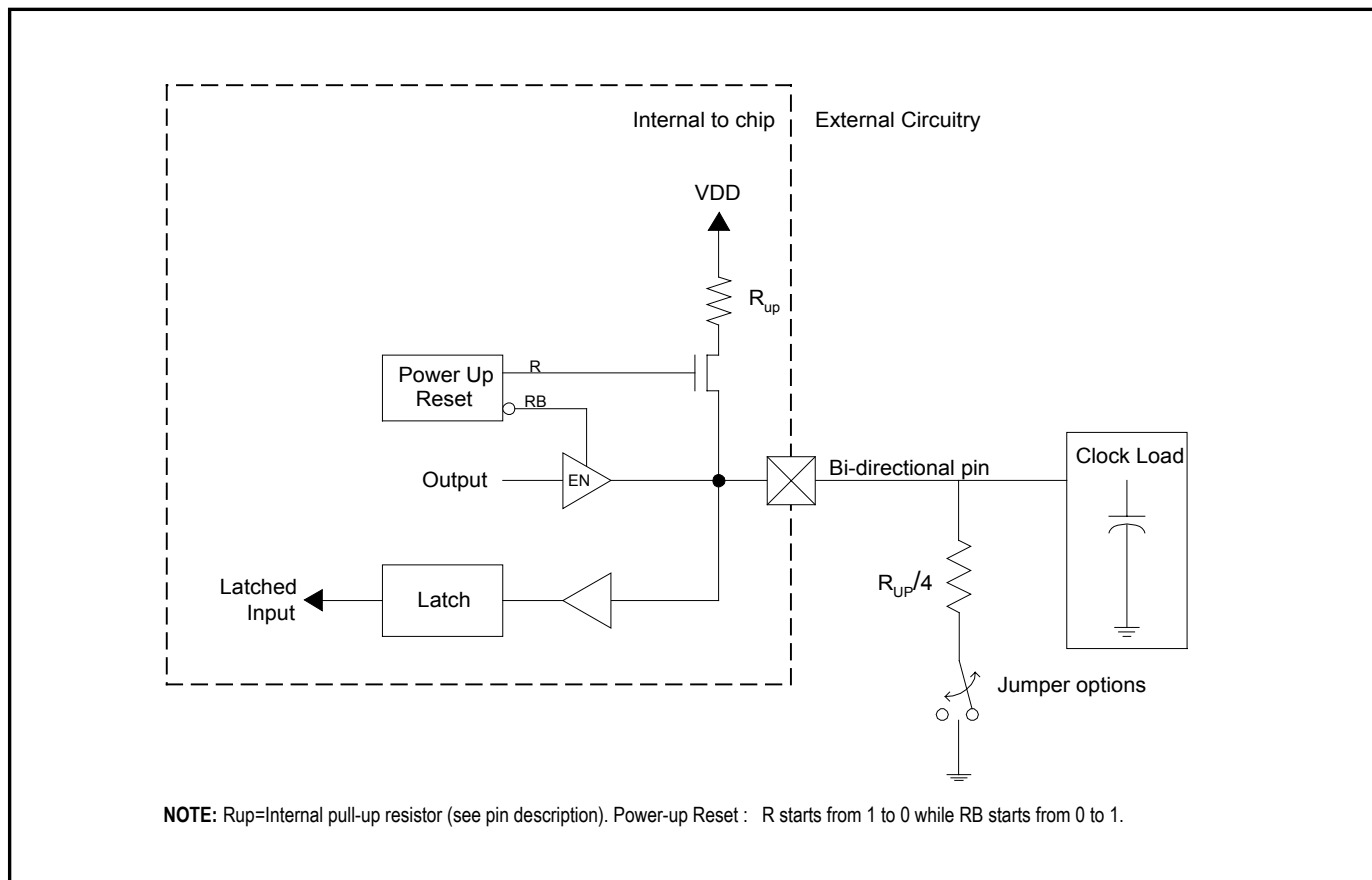 Internal to chip
External Circuitry
VDD
Rup
Power Up
Reset
R
RB
Output
EN
Bi-directional pin
Clock Load
Latched
Input
Latch
RUP/4
Jumper options
NOTE: Rup=Internal pull-up resistor (see pin description). Power-up Reset : R starts from 1 to 0 while RB starts from 0 to 1.